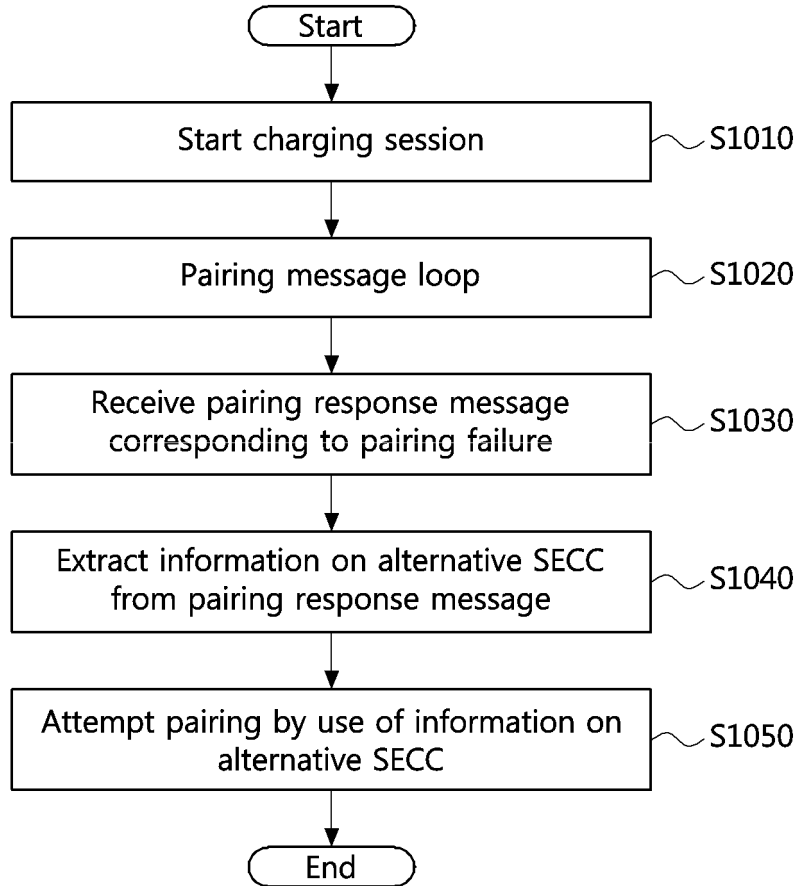 Start
Start charging session
S1010
Pairing message loop
S1020
Receive pairing response message
corresponding to pairing failure
S1030
Extract information on alternative SECC
from pairing response message
S1040
Attempt pairing by use of information on
alternative SECC
S1050
End